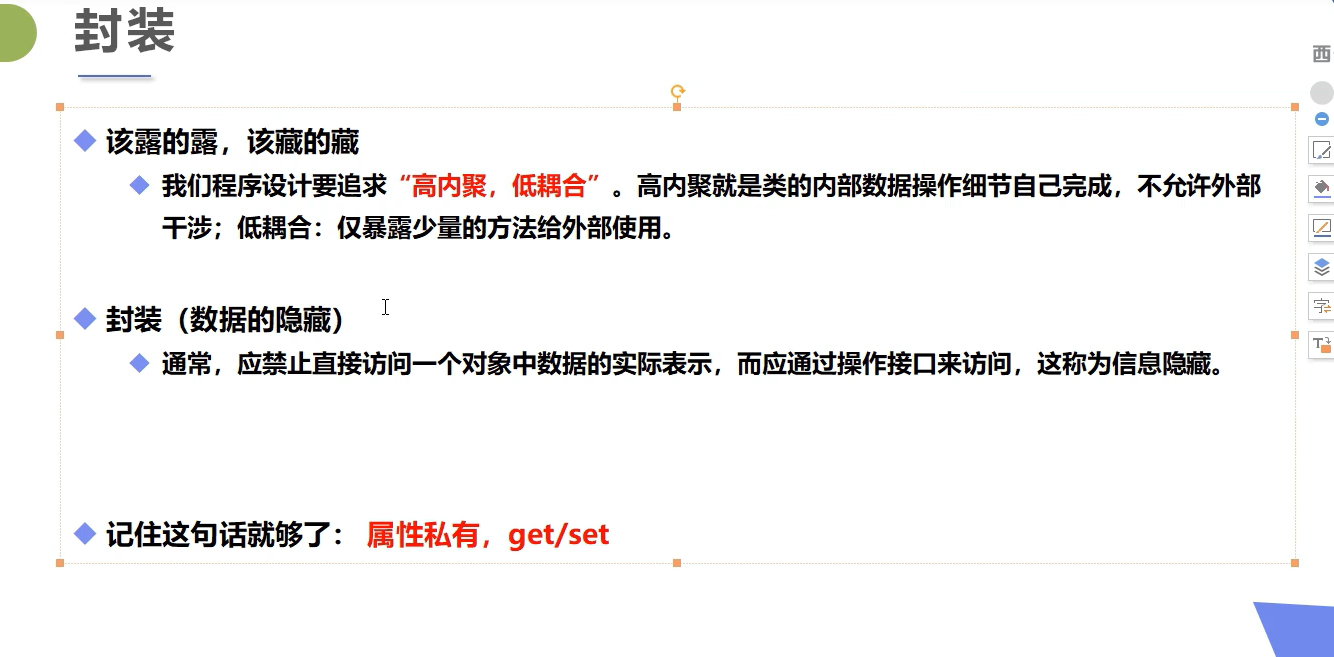 封装
该露的露，该藏的藏
我们程序设计要追求“高内聚，低耦合”。高内聚就是类的内部数据操作细节自己完成，不允许外部
干涉；低耦合：仅暴露少量的方法给外部使用。
封装（数据的隐藏）
通常，应禁止直接访问一个对象中数据的实际表示，而应通过操作接口来访问，这称为信息隐藏。
记住这句话就够了： 属性私有，get/set
西